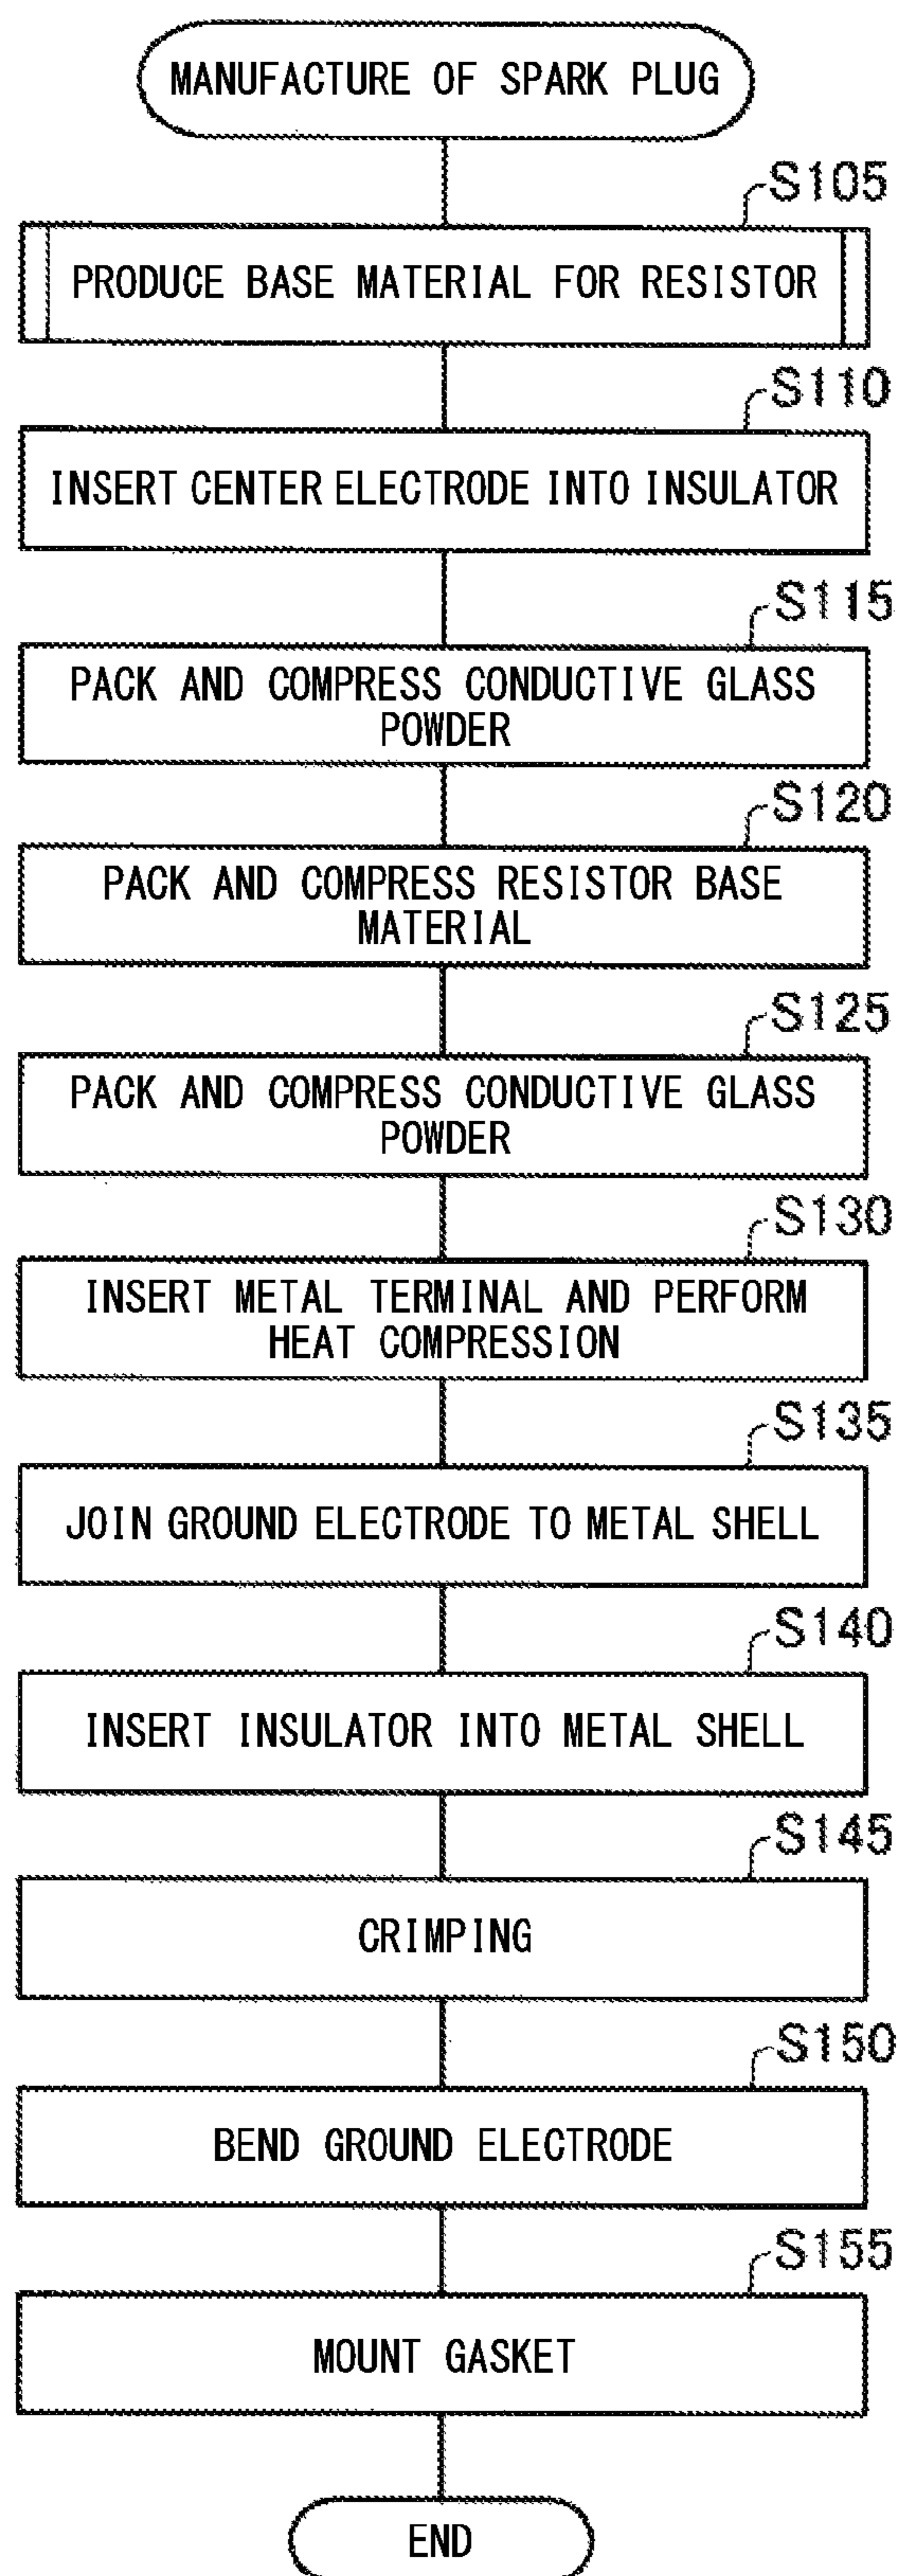 MANUFACTURE OF SPARK PLUG
S105
PRODUCE BASE MATERIAL FOR RESISTOR
S110
INSERT CENTER ELECTRODE INTO INSULATOR
S115
PACK AND COMPRESS CONDUCTIVE GLASS
POWDER
S120
PACK AND COMPRESS RESISTOR BASE
MATERIAL
S125
PACK AND COMPRESS CONDUCTIVE GLASS
POWDER
S130
INSERT METAL TERMINAL AND PERFORM
HEAT COMPRESSION
S135
JOIN GROUND ELECTRODE TO METAL SHELL
S140
INSERT INSULATOR INTO METAL SHELL
S145
CRIMPING
S150
BEND GROUND ELECTRODE
S155
MOUNT GASKET
END